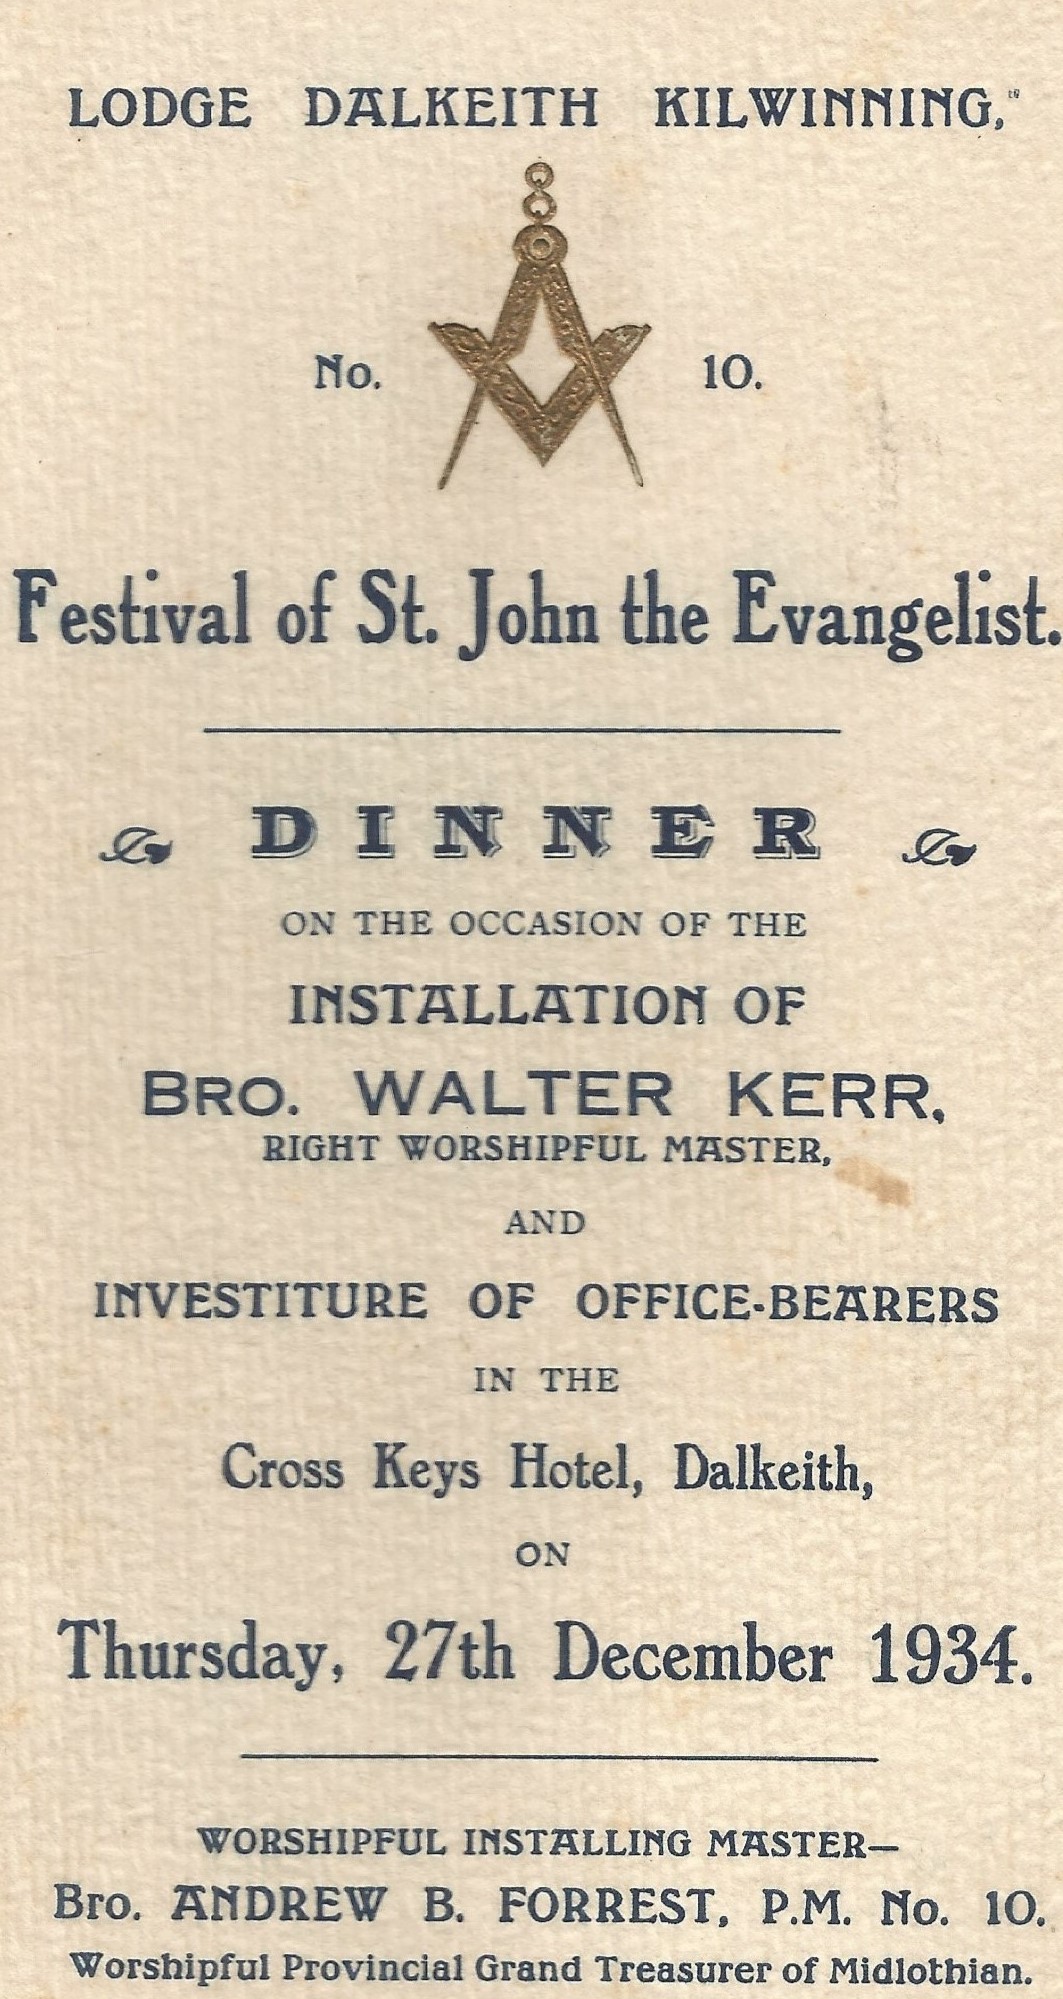 LODGE DALKEITH KILWINNING,
No. 10.
Festival of St. John the Evangelist.
DINNER
ON THE OCCASION OF THE
INSTALLATION OF
BRO. WALTER KERR,
RIGHT WORSHIPFUL MASTER,
AND
INVESTITURE OF OFFICE-BEARERS
IN THE
Cross Keys Hotel, Dalkeith,
ON
Thursday, 27th December 1934.
WORSHIPFUL INSTALLING MASTER—
Bro. ANDREW B. FORREST, P.M. No. 10.
Worshipful Provincial Grand Treasurer of Midlothian.